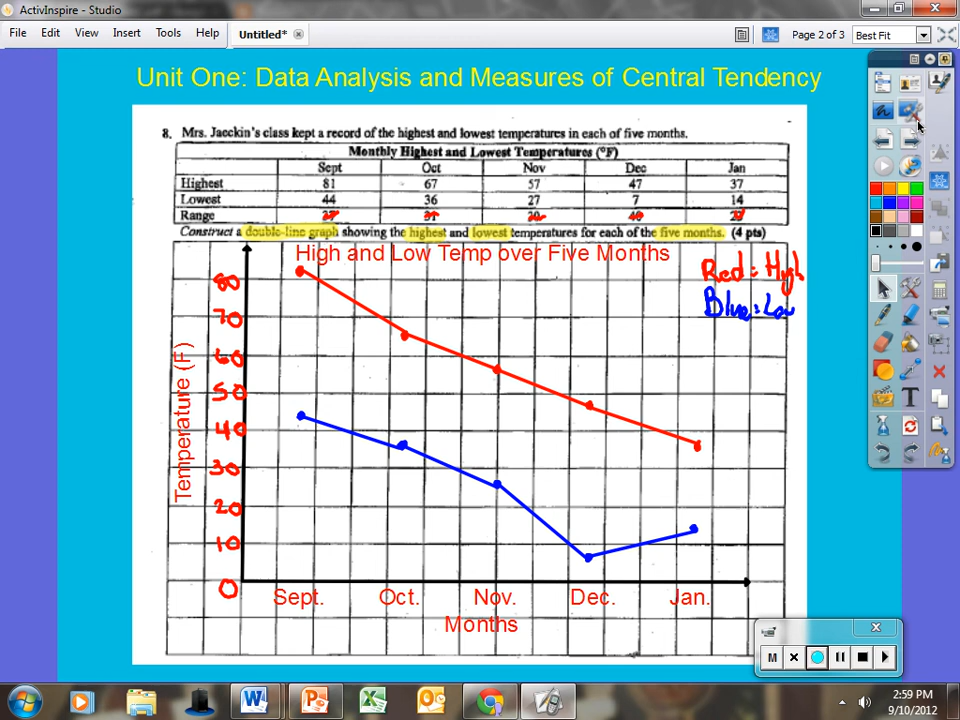 ActivInspire - Studio
File Edit View Insert Tools Help Untitled* Page 2 of 3 Best Fit
Unit One: Data Analysis and Measures of Central Tendency
8. Mrs. Jaeckin's class kept a record of the highest and lowest temperatures in each of five months.
Monthly Highest and Lowest Temperatures (°F)
Sept Oct Nov Dec Jan
Highest 81 67 57 47 37
Lowest 44 36 27 7 14
Range 37 31 30 40 23
Construct a double-line graph showing the highest and lowest temperatures for each of the five months. (4 pts)
High and Low Temp over Five Months
Red = High
Blue = Low
80
70
60
50
40
30
20
10
0
Temperature (F)
Sept. Oct. Nov. Dec. Jan.
Months
M
2:59 PM
9/10/2012